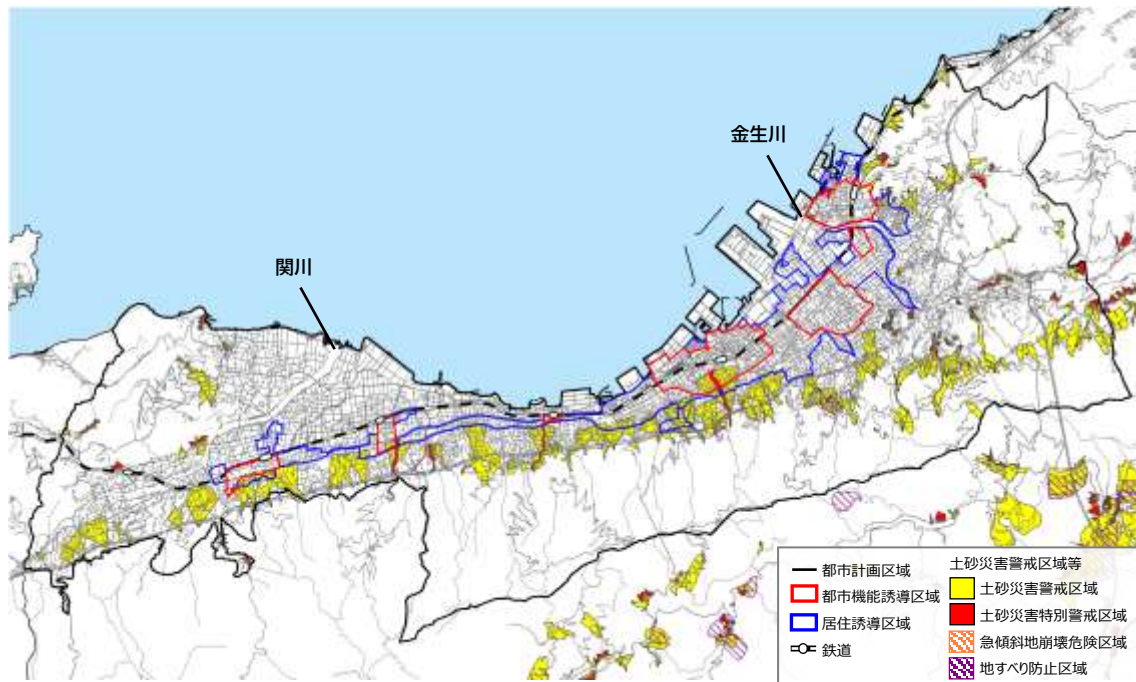 金生川
関川
都市計画区域
都市機能誘導区域
居住誘導区域
鉄道
土砂災害警戒区域等
土砂災害警戒区域
土砂災害特別警戒区域
急傾斜地崩壊危険区域
地すべり防止区域